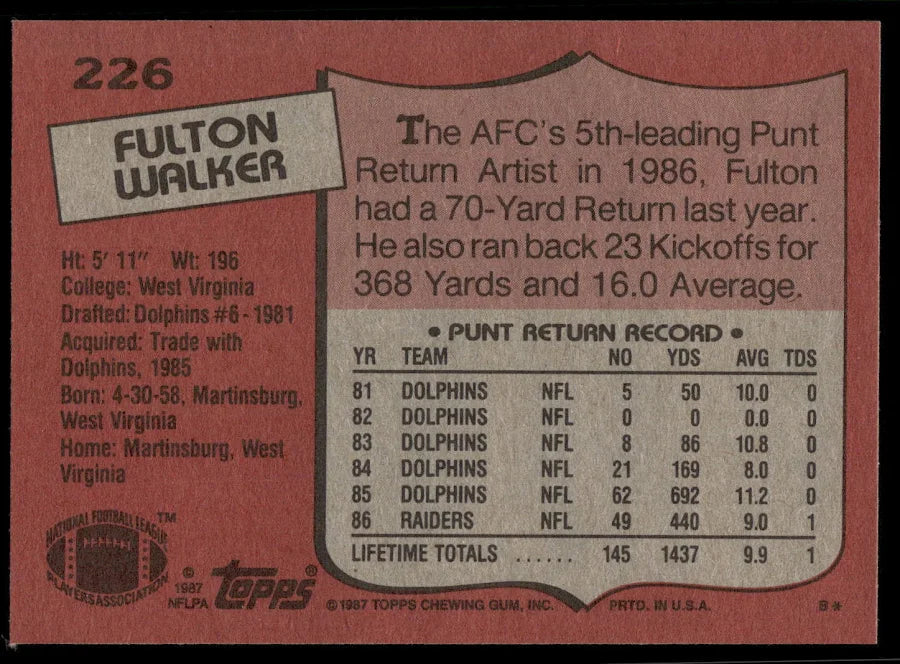 226
FULTON
WALKER
Ht: 5' 11" Wt: 196
College: West Virginia
Drafted: Dolphins #6-1981
Acquired: Trade with
Dolphins, 1985
Born: 4-30-58, Martinsburg,
West Virginia
Home: Martinsburg, West
Virginia
NATIONAL FOOTBALL LEAGUE
PLAYERS ASSOCIATION
™
© 1987
NFLPA
topps®
The AFC's 5th-leading Punt
Return Artist in 1986, Fulton
had a 70-Yard Return last year.
He also ran back 23 Kickoffs for
368 Yards and 16.0 Average.
• PUNT RETURN RECORD •
YR TEAM NO YDS AVG TDS
81 DOLPHINS NFL 5 50 10.0 0
82 DOLPHINS NFL 0 0 0.0 0
83 DOLPHINS NFL 8 86 10.8 0
84 DOLPHINS NFL 21 169 8.0 0
85 DOLPHINS NFL 62 692 11.2 0
86 RAIDERS NFL 49 440 9.0 1
LIFETIME TOTALS ...... 145 1437 9.9 1
© 1987 TOPPS CHEWING GUM, INC. PRTD. IN U.S.A. B*